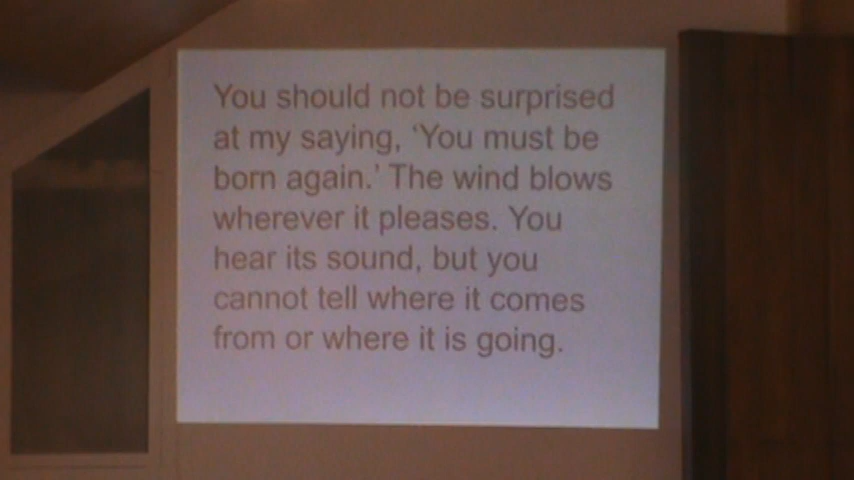 You should not be surprised
at my saying, ‘You must be
born again.’ The wind blows
wherever it pleases. You
hear its sound, but you
cannot tell where it comes
from or where it is going.